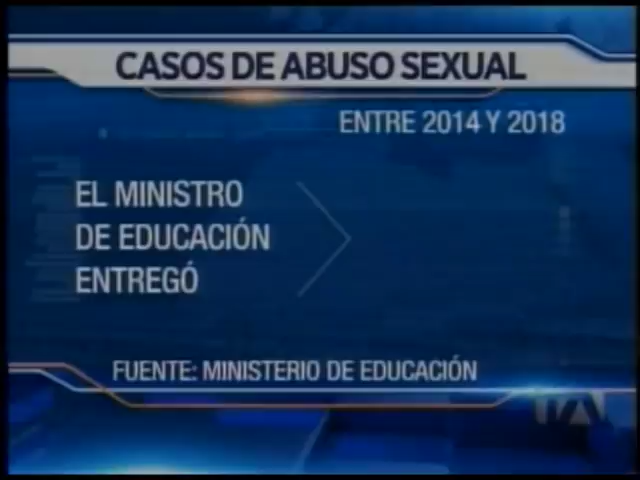 CASOS DE ABUSO SEXUAL
ENTRE 2014 Y 2018
EL MINISTRO
DE EDUCACIÓN
ENTREGÓ
FUENTE: MINISTERIO DE EDUCACIÓN